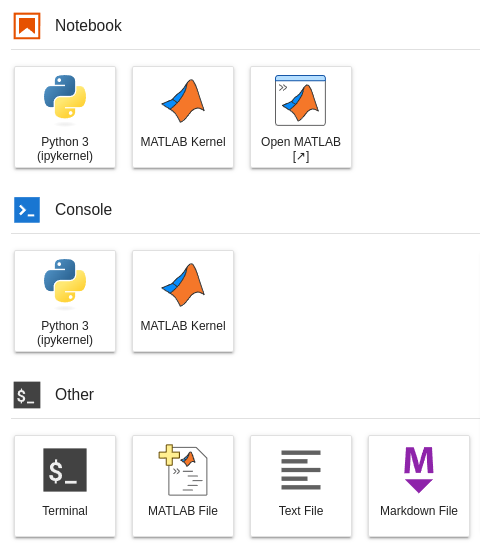 Notebook
Python 3
(ipykernel)
MATLAB Kernel
Open MATLAB
[↗]
Console
Python 3
(ipykernel)
MATLAB Kernel
$_ Other
$_
Terminal
MATLAB File
Text File
M
Markdown File